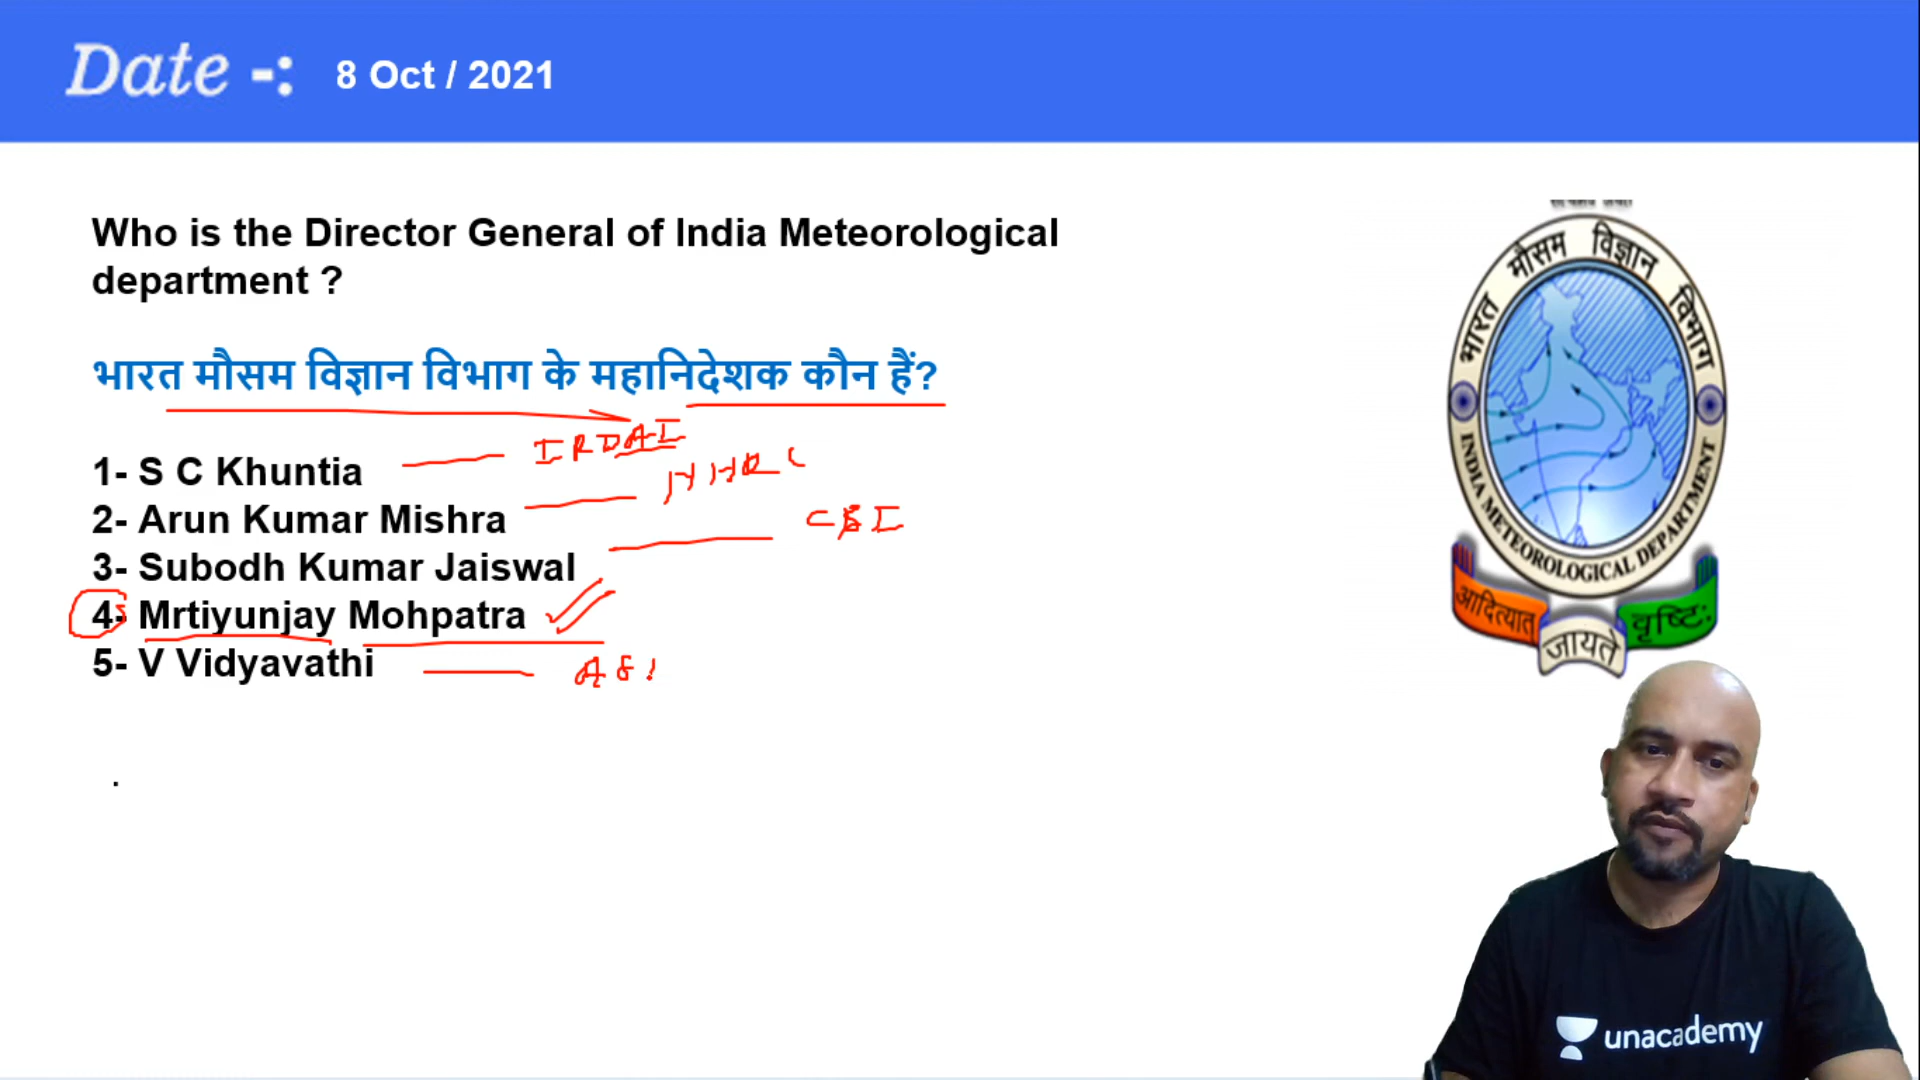 Date -: 8 Oct / 2021
Who is the Director General of India Meteorological
department ?
भारत मौसम विज्ञान विभाग के महानिदेशक कौन हैं?
1- S C Khuntia
IRDAI
2- Arun Kumar Mishra
NHRC
3- Subodh Kumar Jaiswal
CBI
4- Mrtiyunjay Mohpatra
5- V Vidyavathi
भारत मौसम विज्ञान विभाग
INDIA METEOROLOGICAL DEPARTMENT
आदित्यात्
जायते
वृष्टि:
unacademy